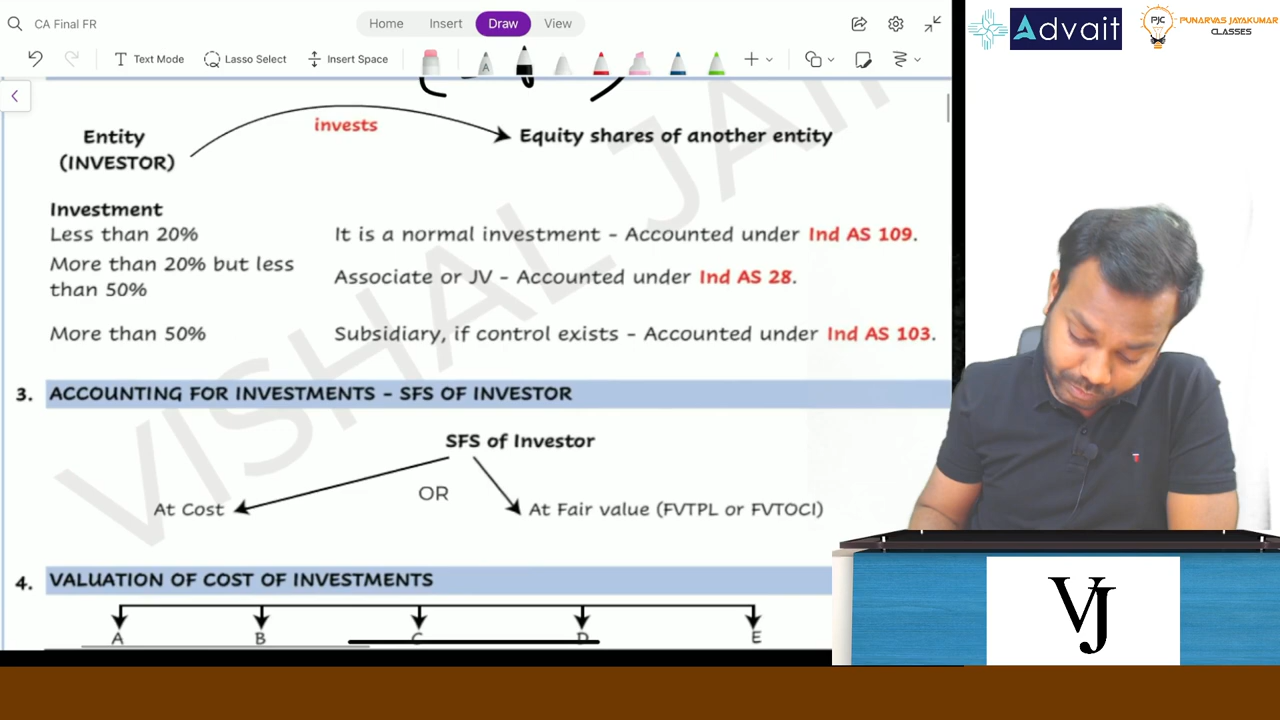 CA Final FR
Home Insert Draw View
Advait
PJC
PUNARVAS JAYAKUMAR
CLASSES
Text Mode Lasso Select Insert Space
A
Entity
(INVESTOR)
invests
Equity shares of another entity
Investment
Less than 20% It is a normal investment - Accounted under Ind AS 109.
More than 20% but less
than 50%
Associate or JV - Accounted under Ind AS 28.
More than 50% Subsidiary, if control exists - Accounted under Ind AS 103.
VISHAL JAIN
3. ACCOUNTING FOR INVESTMENTS - SFS OF INVESTOR
SFS of Investor
OR
At Cost At Fair value (FVTPL or FVTOCI)
4. VALUATION OF COST OF INVESTMENTS
A B C D E
VJ